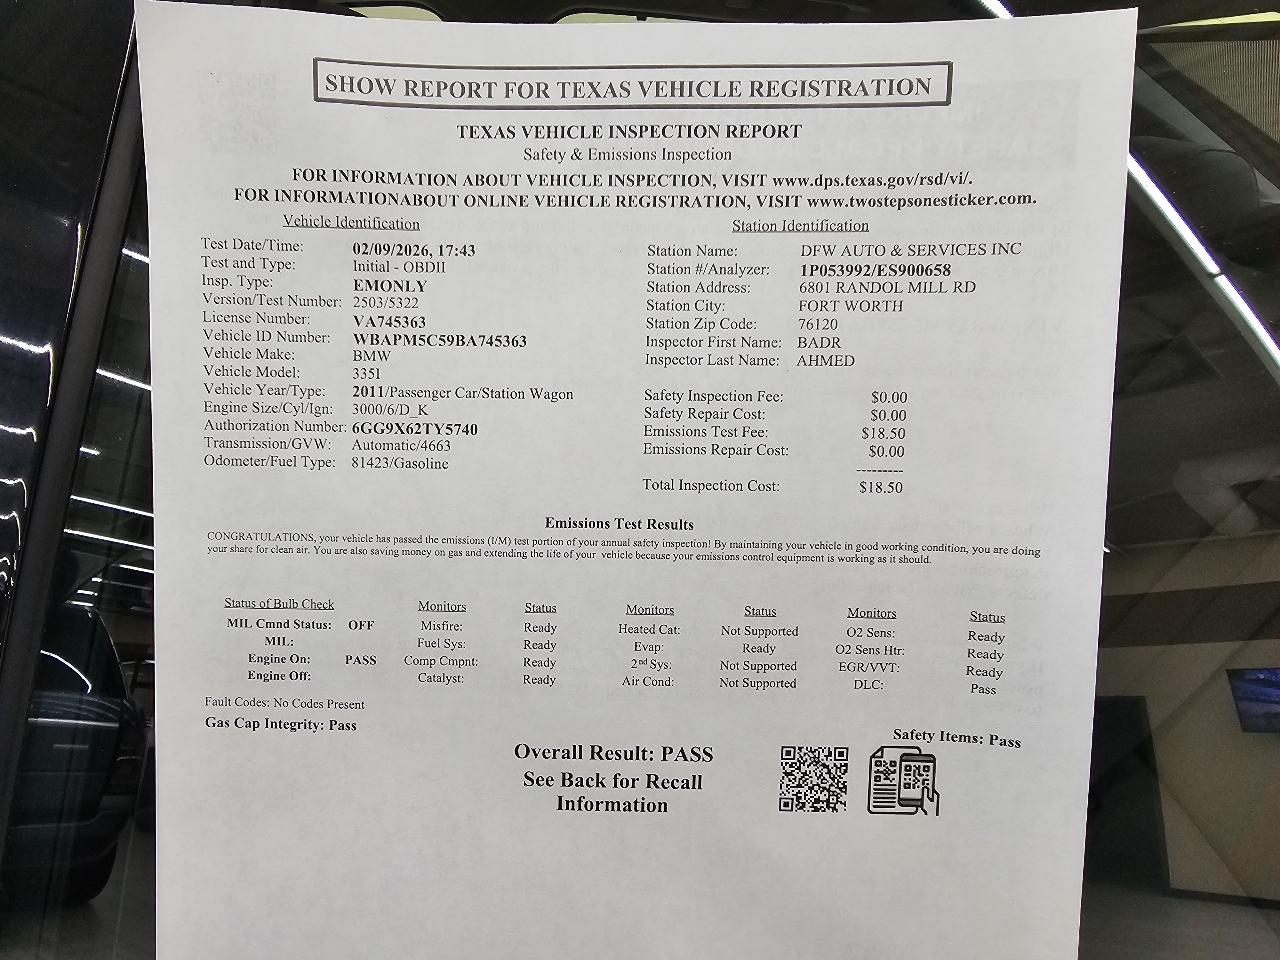 SHOW REPORT FOR TEXAS VEHICLE REGISTRATION
TEXAS VEHICLE INSPECTION REPORT
Safety & Emissions Inspection
FOR INFORMATION ABOUT VEHICLE INSPECTION, VISIT www.dps.texas.gov/rsd/vi/.
FOR INFORMATIONABOUT ONLINE VEHICLE REGISTRATION, VISIT www.twostepsonesticker.com.
Vehicle Identification
Test Date/Time: 02/09/2026, 17:43
Test and Type: Initial - OBDII
Insp. Type: EMONLY
Version/Test Number: 2503/5322
License Number: VA745363
Vehicle ID Number: WBAPM5C59BA745363
Vehicle Make: BMW
Vehicle Model: 335I
Vehicle Year/Type: 2011/Passenger Car/Station Wagon
Engine Size/Cyl/Ign: 3000/6/D_K
Authorization Number: 6GG9X62TY5740
Transmission/GVW: Automatic/4663
Odometer/Fuel Type: 81423/Gasoline
Station Identification
Station Name: DFW AUTO & SERVICES INC
Station #/Analyzer: 1P053992/ES900658
Station Address: 6801 RANDOL MILL RD
Station City: FORT WORTH
Station Zip Code: 76120
Inspector First Name: BADR
Inspector Last Name: AHMED
Safety Inspection Fee: $0.00
Safety Repair Cost: $0.00
Emissions Test Fee: $18.50
Emissions Repair Cost: $0.00
---------
Total Inspection Cost: $18.50
Emissions Test Results
CONGRATULATIONS, your vehicle has passed the emissions (I/M) test portion of your annual safety inspection! By maintaining your vehicle in good working condition, you are doing
your share for clean air. You are also saving money on gas and extending the life of your vehicle because your emissions control equipment is working as it should.
Status of Bulb Check Monitors Status Monitors Status Monitors Status
MIL Cmnd Status: OFF Misfire: Ready Heated Cat: Not Supported O2 Sens: Ready
MIL: Fuel Sys: Ready Evap: Ready O2 Sens Htr: Ready
Engine On: PASS Comp Cmpnt: Ready 2nd Sys: Not Supported EGR/VVT: Ready
Engine Off: Catalyst: Ready Air Cond: Not Supported DLC: Pass
Fault Codes: No Codes Present
Gas Cap Integrity: Pass
Safety Items: Pass
Overall Result: PASS
See Back for Recall
Information